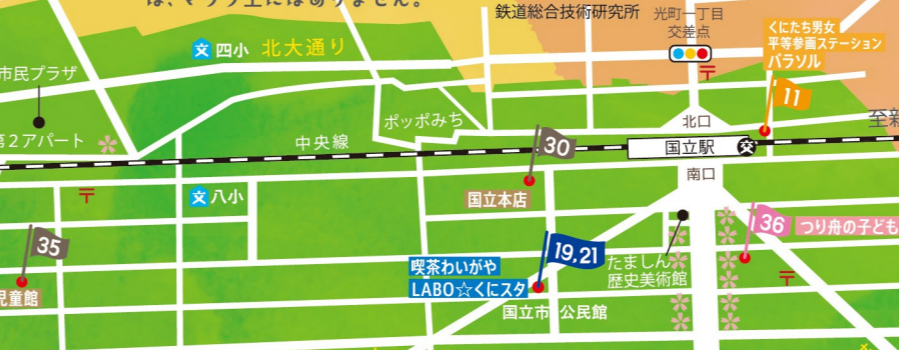 は、マップ上にはありません。
鉄道総合技術研究所
光町一丁目
交差点
くにたち男女
平等参画ステーション
パラソル
文 四小
北大通り
市民プラザ
11
第2アパート
ポッポみち
北口
至新
中央線
30
国立駅
交
南口
文 八小
国立本店
35
19,21
36
つり舟の子ども
喫茶わいがや
LABO☆くにスタ
たましん
歴史美術館
児童館
国立市 公民館